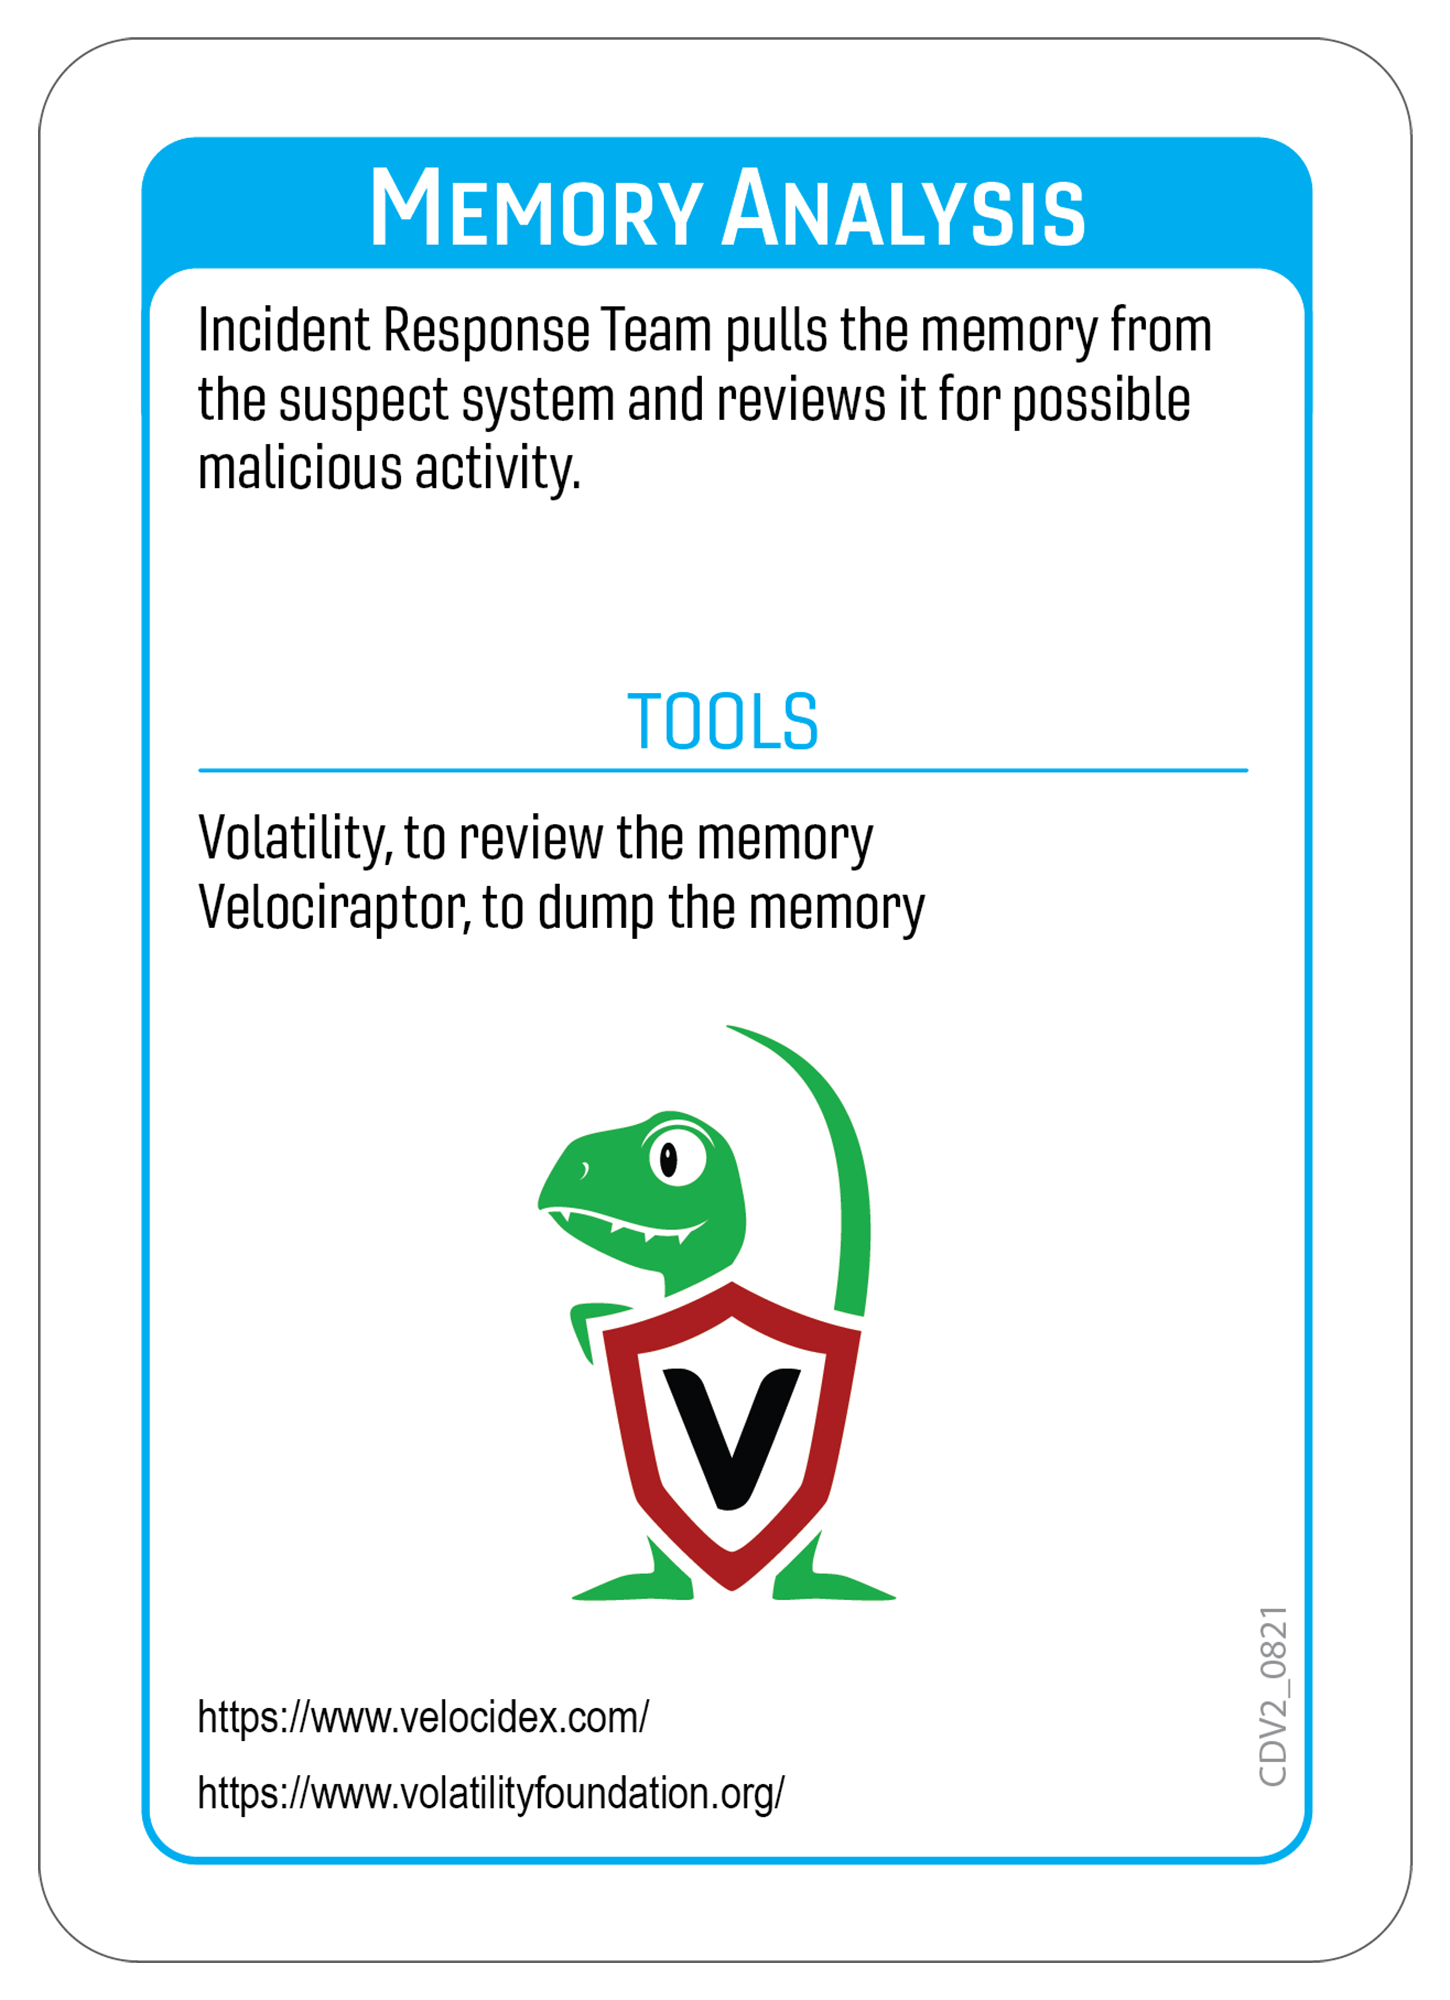 MEMORY ANALYSIS
Incident Response Team pulls the memory from
the suspect system and reviews it for possible
malicious activity.
TOOLS
Volatility, to review the memory
Velociraptor, to dump the memory
V
https://www.velocidex.com/
https://www.volatilityfoundation.org/
CDV2_0821